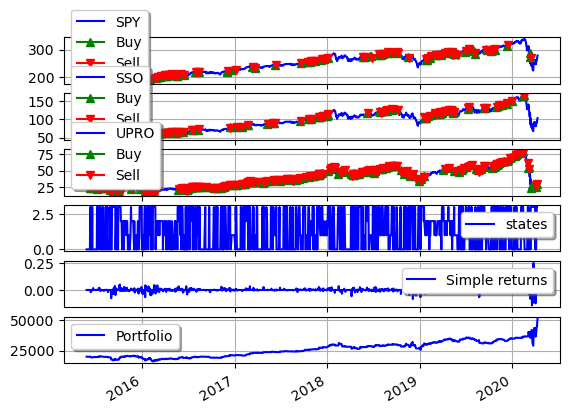 SPY
Buy
Sell
300
200
SSO
Buy
Sell
150
100
50
UPRO
Buy
Sell
75
50
25
states
2.5
0.0
Simple returns
0.25
0.00
Portfolio
50000
25000
2016
2017
2018
2019
2020